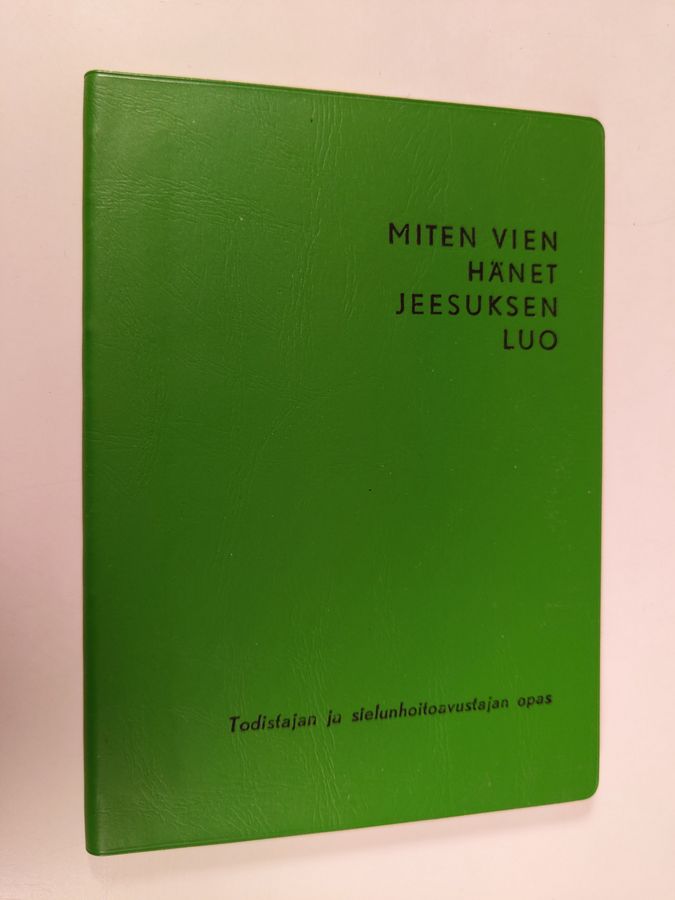 MITEN VIEN
HÄNET
JEESUKSEN
LUO
Todistajan ja sielunhoitoavustajan opas